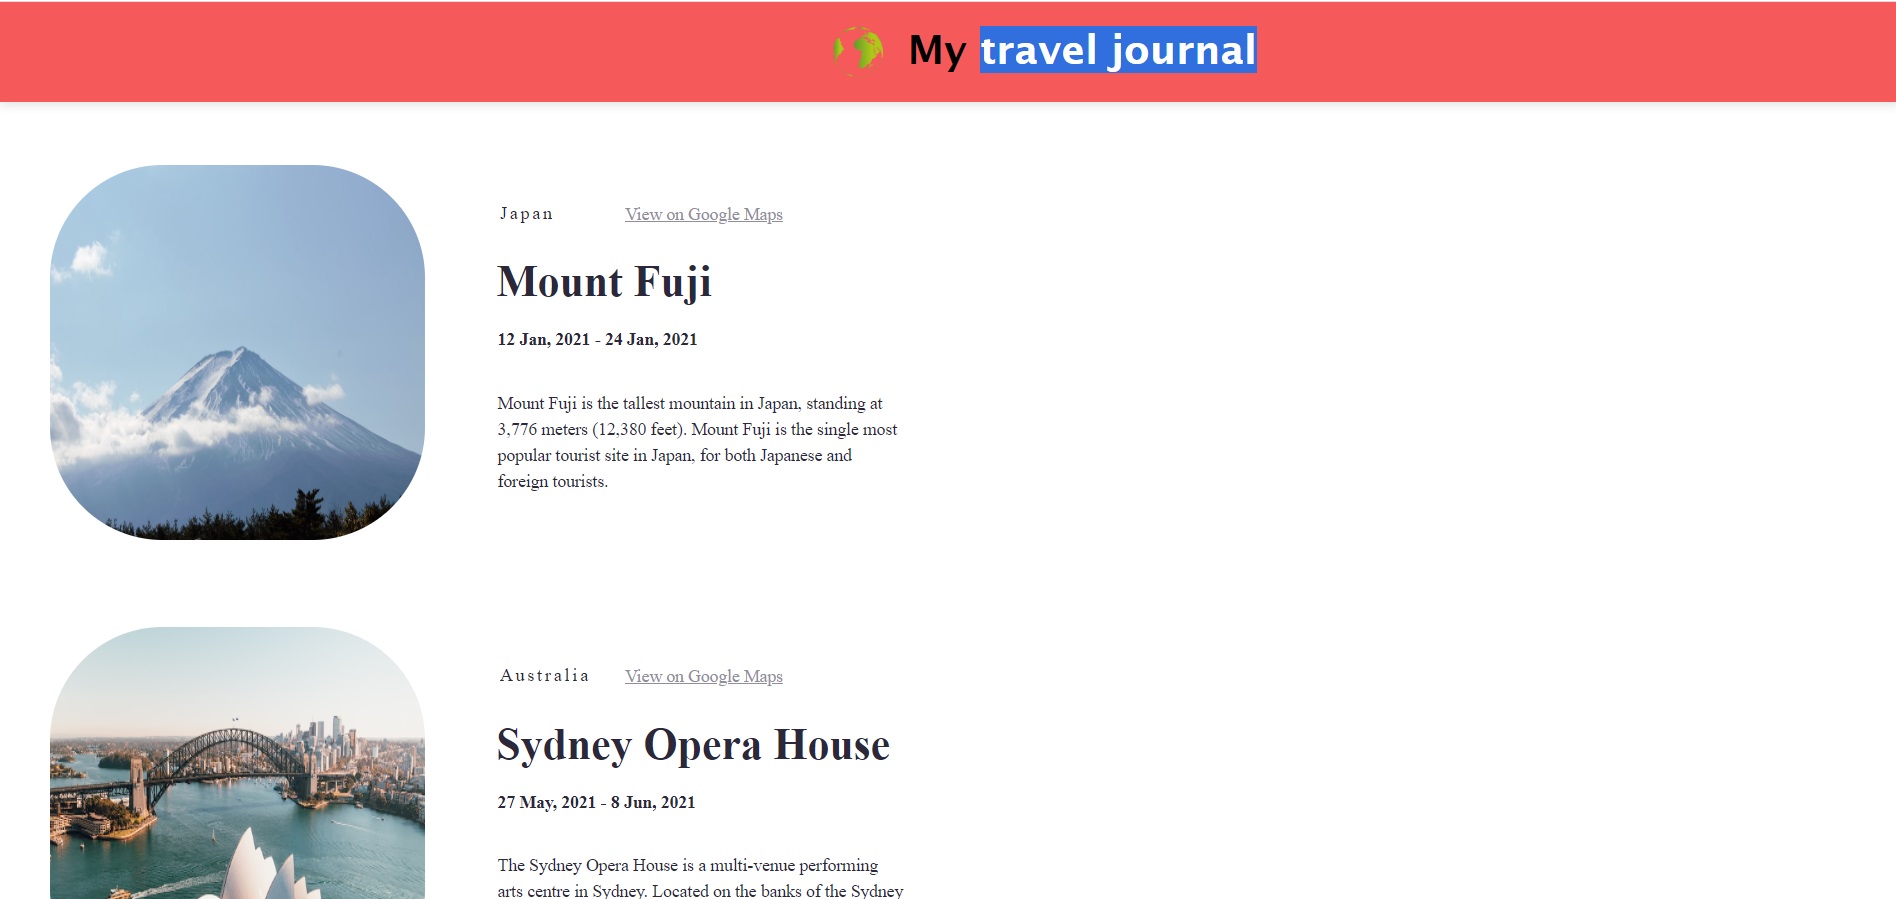 My travel journal
Japan View on Google Maps
Mount Fuji
12 Jan, 2021 - 24 Jan, 2021
Mount Fuji is the tallest mountain in Japan, standing at
3,776 meters (12,380 feet). Mount Fuji is the single most
popular tourist site in Japan, for both Japanese and
foreign tourists.
Australia View on Google Maps
Sydney Opera House
27 May, 2021 - 8 Jun, 2021
The Sydney Opera House is a multi-venue performing
arts centre in Sydney. Located on the banks of the Sydney